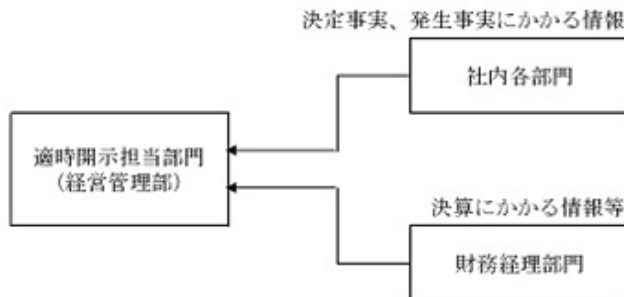 決定事実、発生事実にかかる情報
社内各部門
適時開示担当部門
（経営管理部）
決算にかかる情報等
財務経理部門